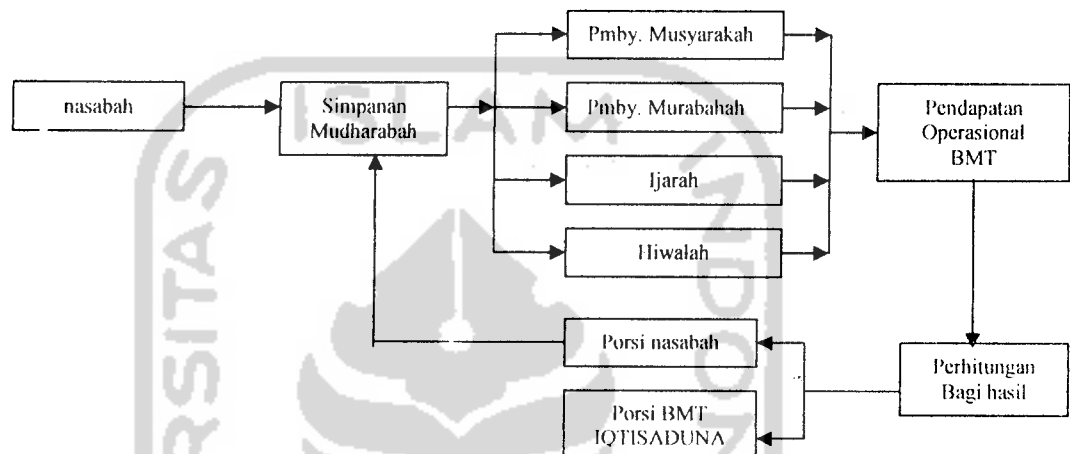 Pmby. Musyarakah
nasabah
Simpanan
Mudharabah
Pmby. Murabahah
Pendapatan
Operasional
BMT
Ijarah
Hiwalah
Porsi nasabah
Perhitungan
Bagi hasil
Porsi BMT
IQTISADUNA
ISLAM